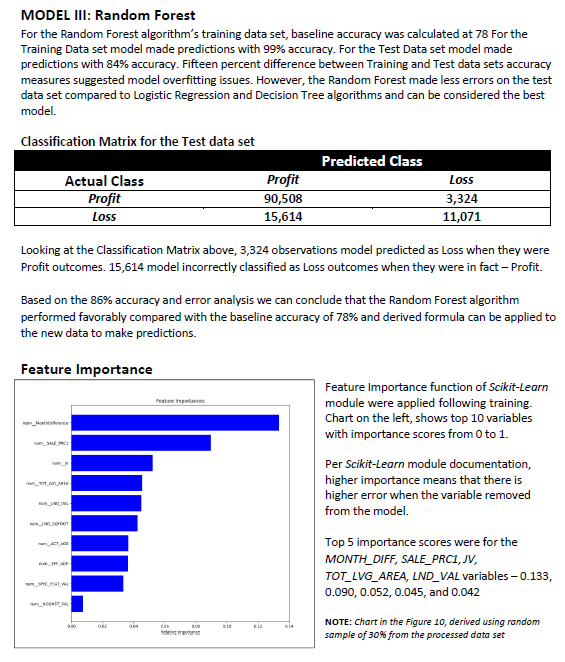 MODEL III: Random Forest
For the Random Forest algorithm's training data set, baseline accuracy was calculated at 78 For the
Training Data set model made predictions with 99% accuracy. For the Test Data set model made
predictions with 84% accuracy. Fifteen percent difference between Training and Test data sets accuracy
measures suggested model overfitting issues. However, the Random Forest made less errors on the test
data set compared to Logistic Regression and Decision Tree algorithms and can be considered the best
model.
Classification Matrix for the Test data set
Predicted Class
Actual Class Profit Loss
Profit 90,508 3,324
Loss 15,614 11,071
Looking at the Classification Matrix above, 3,324 observations model predicted as Loss when they were
Profit outcomes. 15,614 model incorrectly classified as Loss outcomes when they were in fact – Profit.
Based on the 86% accuracy and error analysis we can conclude that the Random Forest algorithm
performed favorably compared with the baseline accuracy of 78% and derived formula can be applied to
the new data to make predictions.
Feature Importance
Feature Importances
num__MonthDifference
num__SALE_PRC1
num__JV
num__TOT_LVG_AREA
num__LND_VAL
num__LND_SQFOOT
num__ACT_AGE
num__EFF_AGE
num__SPEC_FEAT_VAL
num__NCONST_VAL
0.00 0.02 0.04 0.06 0.08 0.10 0.12 0.14
Relative Importance
Feature Importance function of Scikit-Learn
module were applied following training.
Chart on the left, shows top 10 variables
with importance scores from 0 to 1.
Per Scikit-Learn module documentation,
higher importance means that there is
higher error when the variable removed
from the model.
Top 5 importance scores were for the
MONTH_DIFF, SALE_PRC1, JV,
TOT_LVG_AREA, LND_VAL variables – 0.133,
0.090, 0.052, 0.045, and 0.042
NOTE: Chart in the Figure 10, derived using random
sample of 30% from the processed data set